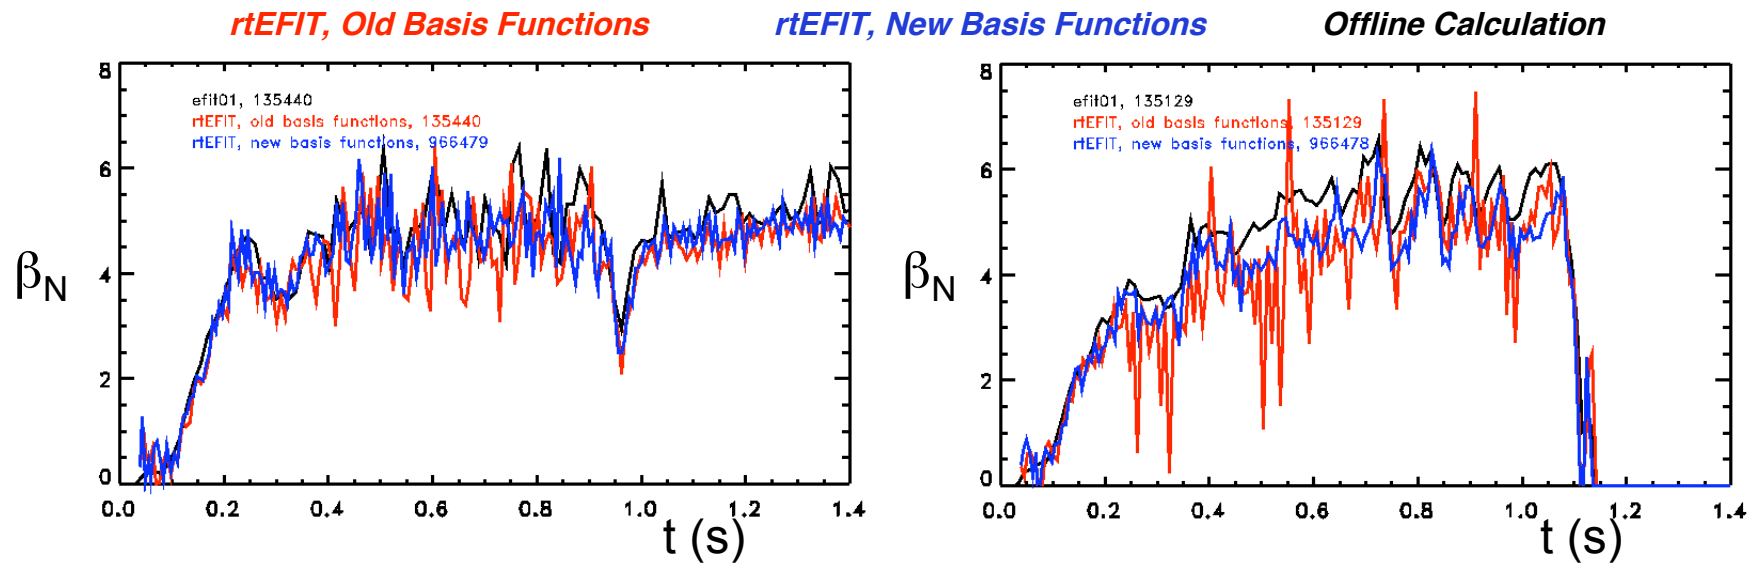 rtEFIT, Old Basis Functions rtEFIT, New Basis Functions Offline Calculation
efit01, 135440
rtEFIT, old basis functions, 135440
rtEFIT, new basis functions, 966479
8
6
4
2
0
βN
0.0 0.2 0.4 0.6 0.8 1.0 1.2 1.4
t (s)
efit01, 135129
rtEFIT, old basis functions, 135129
rtEFIT, new basis functions, 966478
8
6
4
2
0
βN
0.0 0.2 0.4 0.6 0.8 1.0 1.2 1.4
t (s)